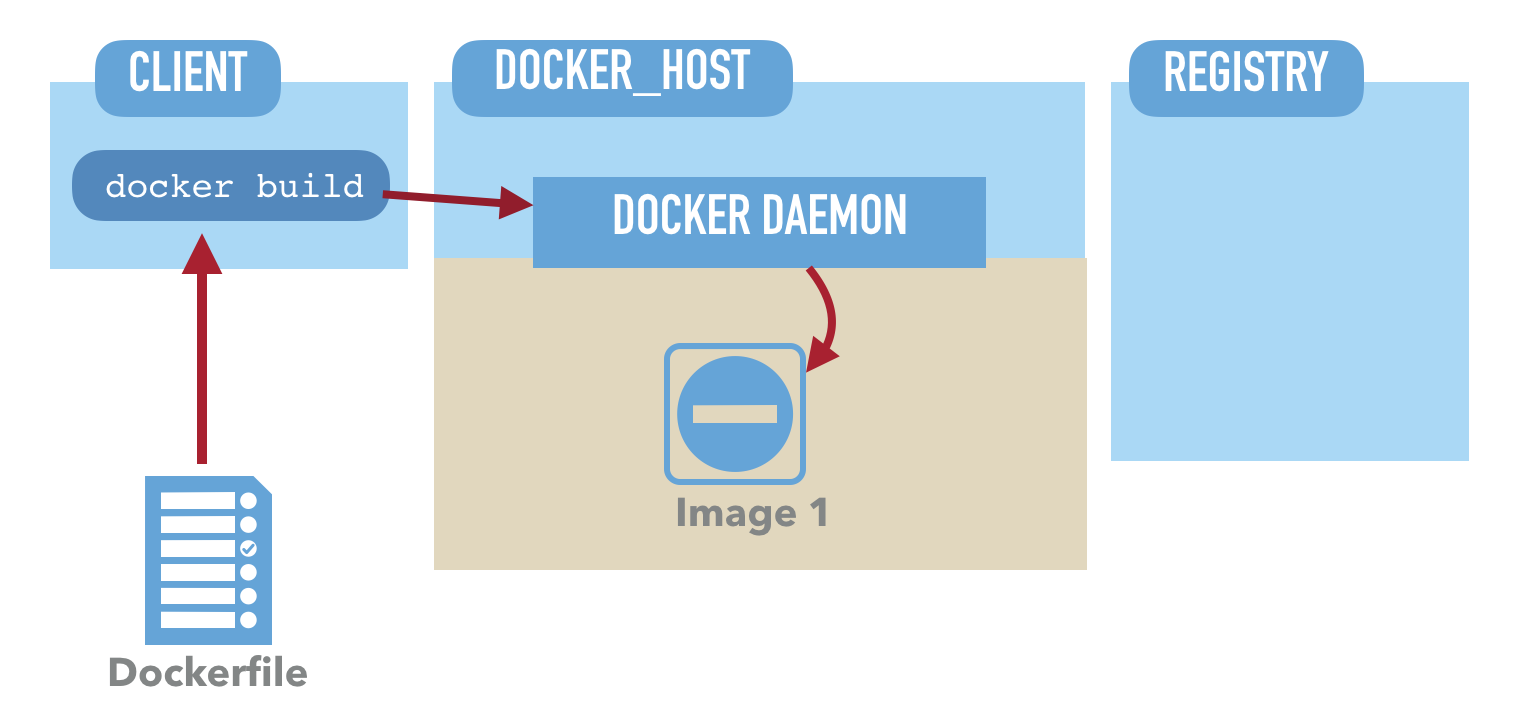 CLIENT
DOCKER_HOST
REGISTRY
docker build
DOCKER DAEMON
Image 1
Dockerfile